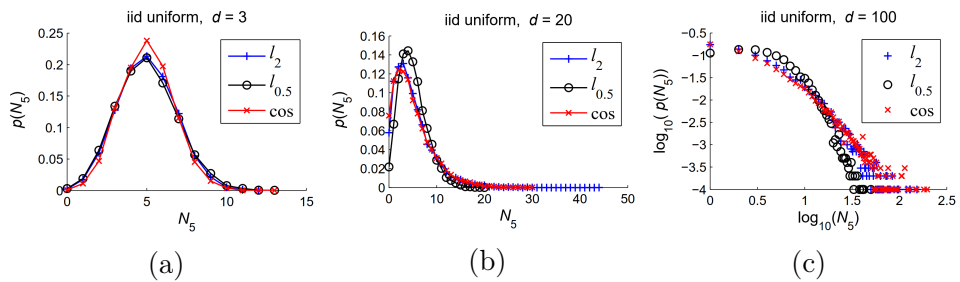 iid uniform, d = 3
0.25
0.2
0.15
0.1
0.05
0
p(N5)
l2
l0.5
cos
0 5 10 15
N5
(a)
iid uniform, d = 20
0.16
0.14
0.12
0.10
0.08
0.06
0.04
0.02
0
p(N5)
l2
l0.5
cos
0 10 20 30 40 50
N5
(b)
iid uniform, d = 100
−0.5
−1
−1.5
−2
−2.5
−3
−3.5
−4
log10( p(N5))
l2
l0.5
cos
0 0.5 1.0 1.5 2.0 2.5
log10(N5)
(c)